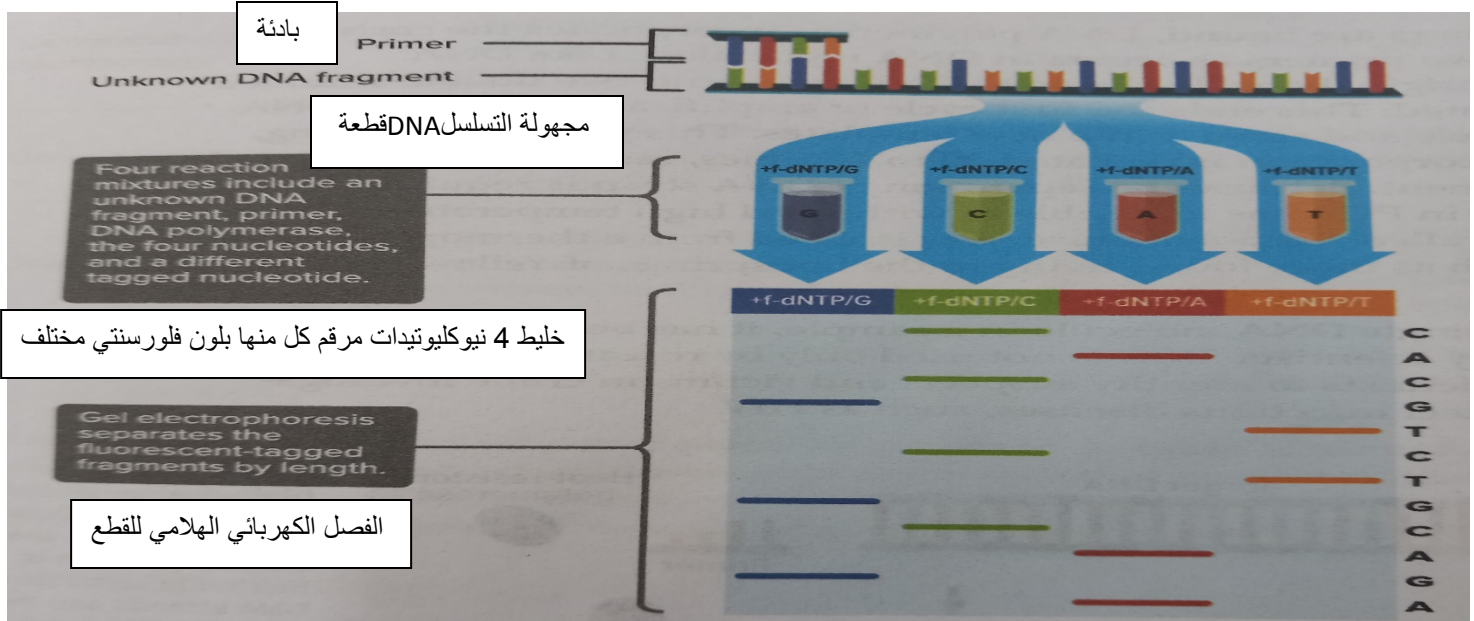 بادئة
Primer
Unknown DNA fragment
قطعةDNAمجهولة التسلسل
Four reaction
mixtures include an
unknown DNA
fragment, primer,
DNA polymerase,
the four nucleotides,
and a different
tagged nucleotide.
+f-dNTP/G
+f-dNTP/C
+f-dNTP/A
+f-dNTP/T
G
C
A
T
خليط 4 نيوكليوتيدات مرقم كل منها بلون فلورسنتي مختلف
+f-dNTP/G
+f-dNTP/C
+f-dNTP/A
+f-dNTP/T
Gel electrophoresis
separates the
fluorescent-tagged
fragments by length.
الفصل الكهربائي الهلامي للقطع
C
A
C
G
T
C
T
G
C
A
G
A